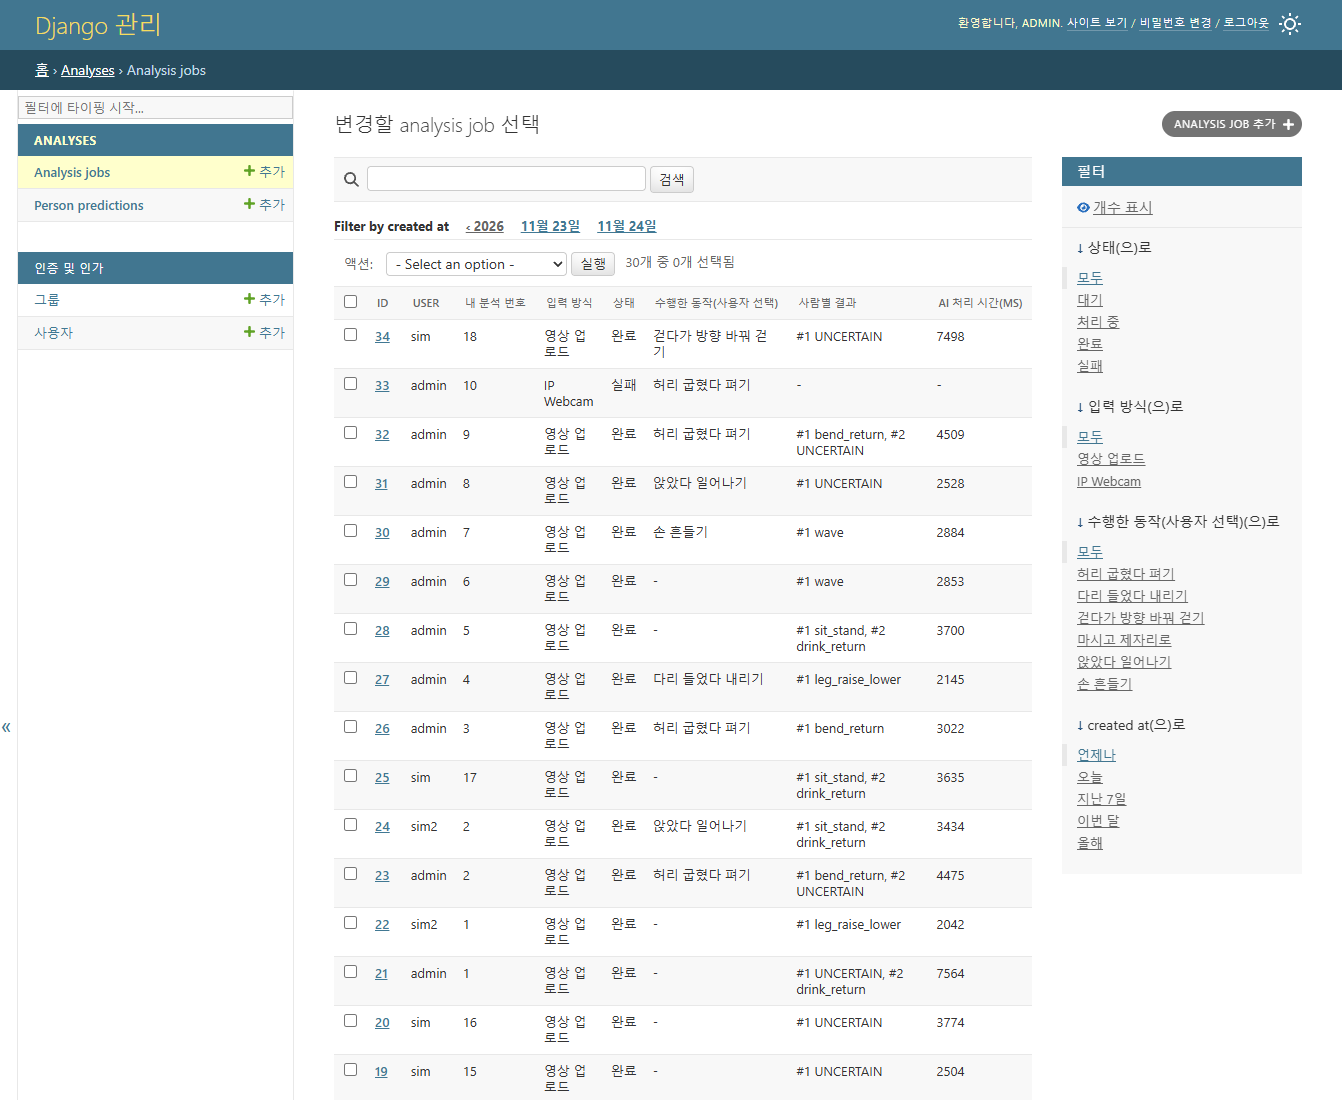 Django 관리
환영합니다, ADMIN. 사이트 보기 / 비밀번호 변경 / 로그아웃
홈 › Analyses › Analysis jobs
필터에 타이핑 시작...
ANALYSES
Analysis jobs 추가
Person predictions 추가
인증 및 인가
그룹 추가
사용자 추가
«
변경할 analysis job 선택
ANALYSIS JOB 추가
검색
Filter by created at ‹ 2026 11월 23일 11월 24일
액션: - Select an option - 실행 30개 중 0개 선택됨
ID USER 내 분석 번호 입력 방식 상태 수행한 동작(사용자 선택) 사람별 결과 AI 처리 시간(MS)
34 sim 18 영상 업 완료 걷다가 방향 바꿔 걷 #1 UNCERTAIN 7498
로드 기
33 admin 10 IP 실패 허리 굽혔다 펴기 - -
Webcam
32 admin 9 영상 업 완료 허리 굽혔다 펴기 #1 bend_return, #2 4509
로드 UNCERTAIN
31 admin 8 영상 업 완료 앉았다 일어나기 #1 UNCERTAIN 2528
로드
30 admin 7 영상 업 완료 손 흔들기 #1 wave 2884
로드
29 admin 6 영상 업 완료 - #1 wave 2853
로드
28 admin 5 영상 업 완료 - #1 sit_stand, #2 3700
로드 drink_return
27 admin 4 영상 업 완료 다리 들었다 내리기 #1 leg_raise_lower 2145
로드
26 admin 3 영상 업 완료 허리 굽혔다 펴기 #1 bend_return 3022
로드
25 sim 17 영상 업 완료 - #1 sit_stand, #2 3635
로드 drink_return
24 sim2 2 영상 업 완료 앉았다 일어나기 #1 sit_stand, #2 3434
로드 drink_return
23 admin 2 영상 업 완료 허리 굽혔다 펴기 #1 bend_return, #2 4475
로드 UNCERTAIN
22 sim2 1 영상 업 완료 - #1 leg_raise_lower 2042
로드
21 admin 1 영상 업 완료 - #1 UNCERTAIN, #2 7564
로드 drink_return
20 sim 16 영상 업 완료 - #1 UNCERTAIN 3774
로드
19 sim 15 영상 업 완료 - #1 UNCERTAIN 2504
로드
필터
개수 표시
↓ 상태(으)로
모두
대기
처리 중
완료
실패
↓ 입력 방식(으)로
모두
영상 업로드
IP Webcam
↓ 수행한 동작(사용자 선택)(으)로
모두
허리 굽혔다 펴기
다리 들었다 내리기
걷다가 방향 바꿔 걷기
마시고 제자리로
앉았다 일어나기
손 흔들기
↓ created at(으)로
언제나
오늘
지난 7일
이번 달
올해